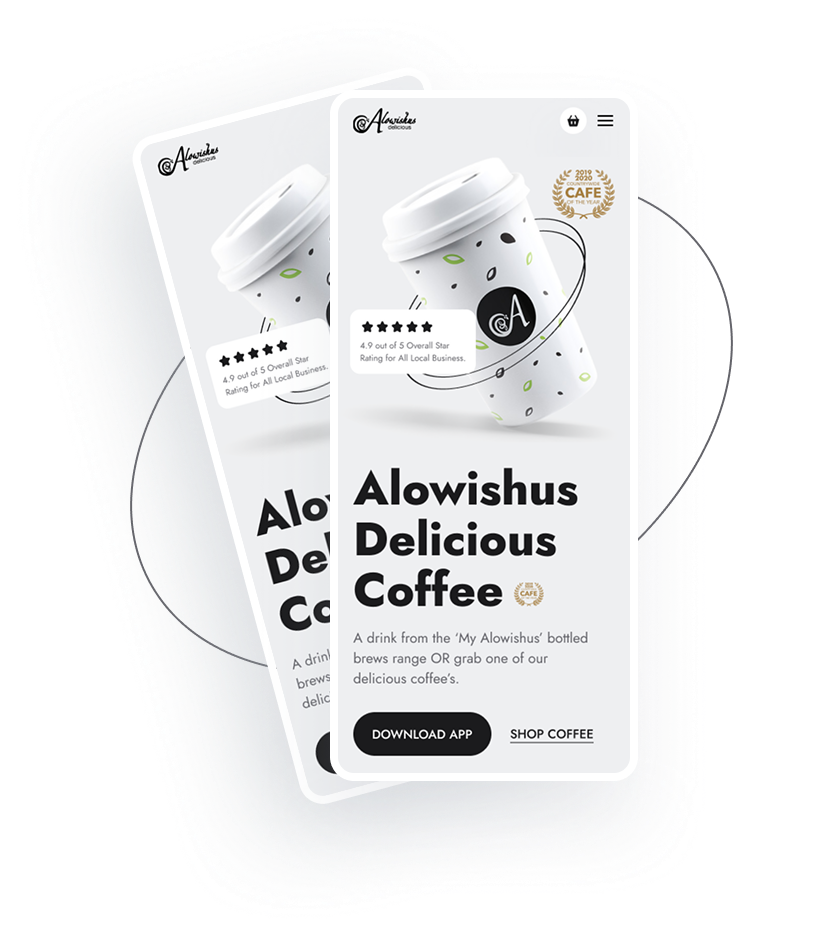 Alowishus
delicious
Alowishus
delicious
2019
2020
COUNTRYWIDE
CAFE
OF THE YEAR
A
4.9 out of 5 Overall Star
Rating for All Local Business.
4.9 out of 5 Overall Star
Rating for All Local Business.
Alowishus
Delicious
Coffee
CAFE
A drink from the ‘My Alowishus’ bottled
brews range OR grab one of our
delicious coffee’s.
DOWNLOAD APP
SHOP COFFEE
Alo
Del
Co
A drink
brews
delic